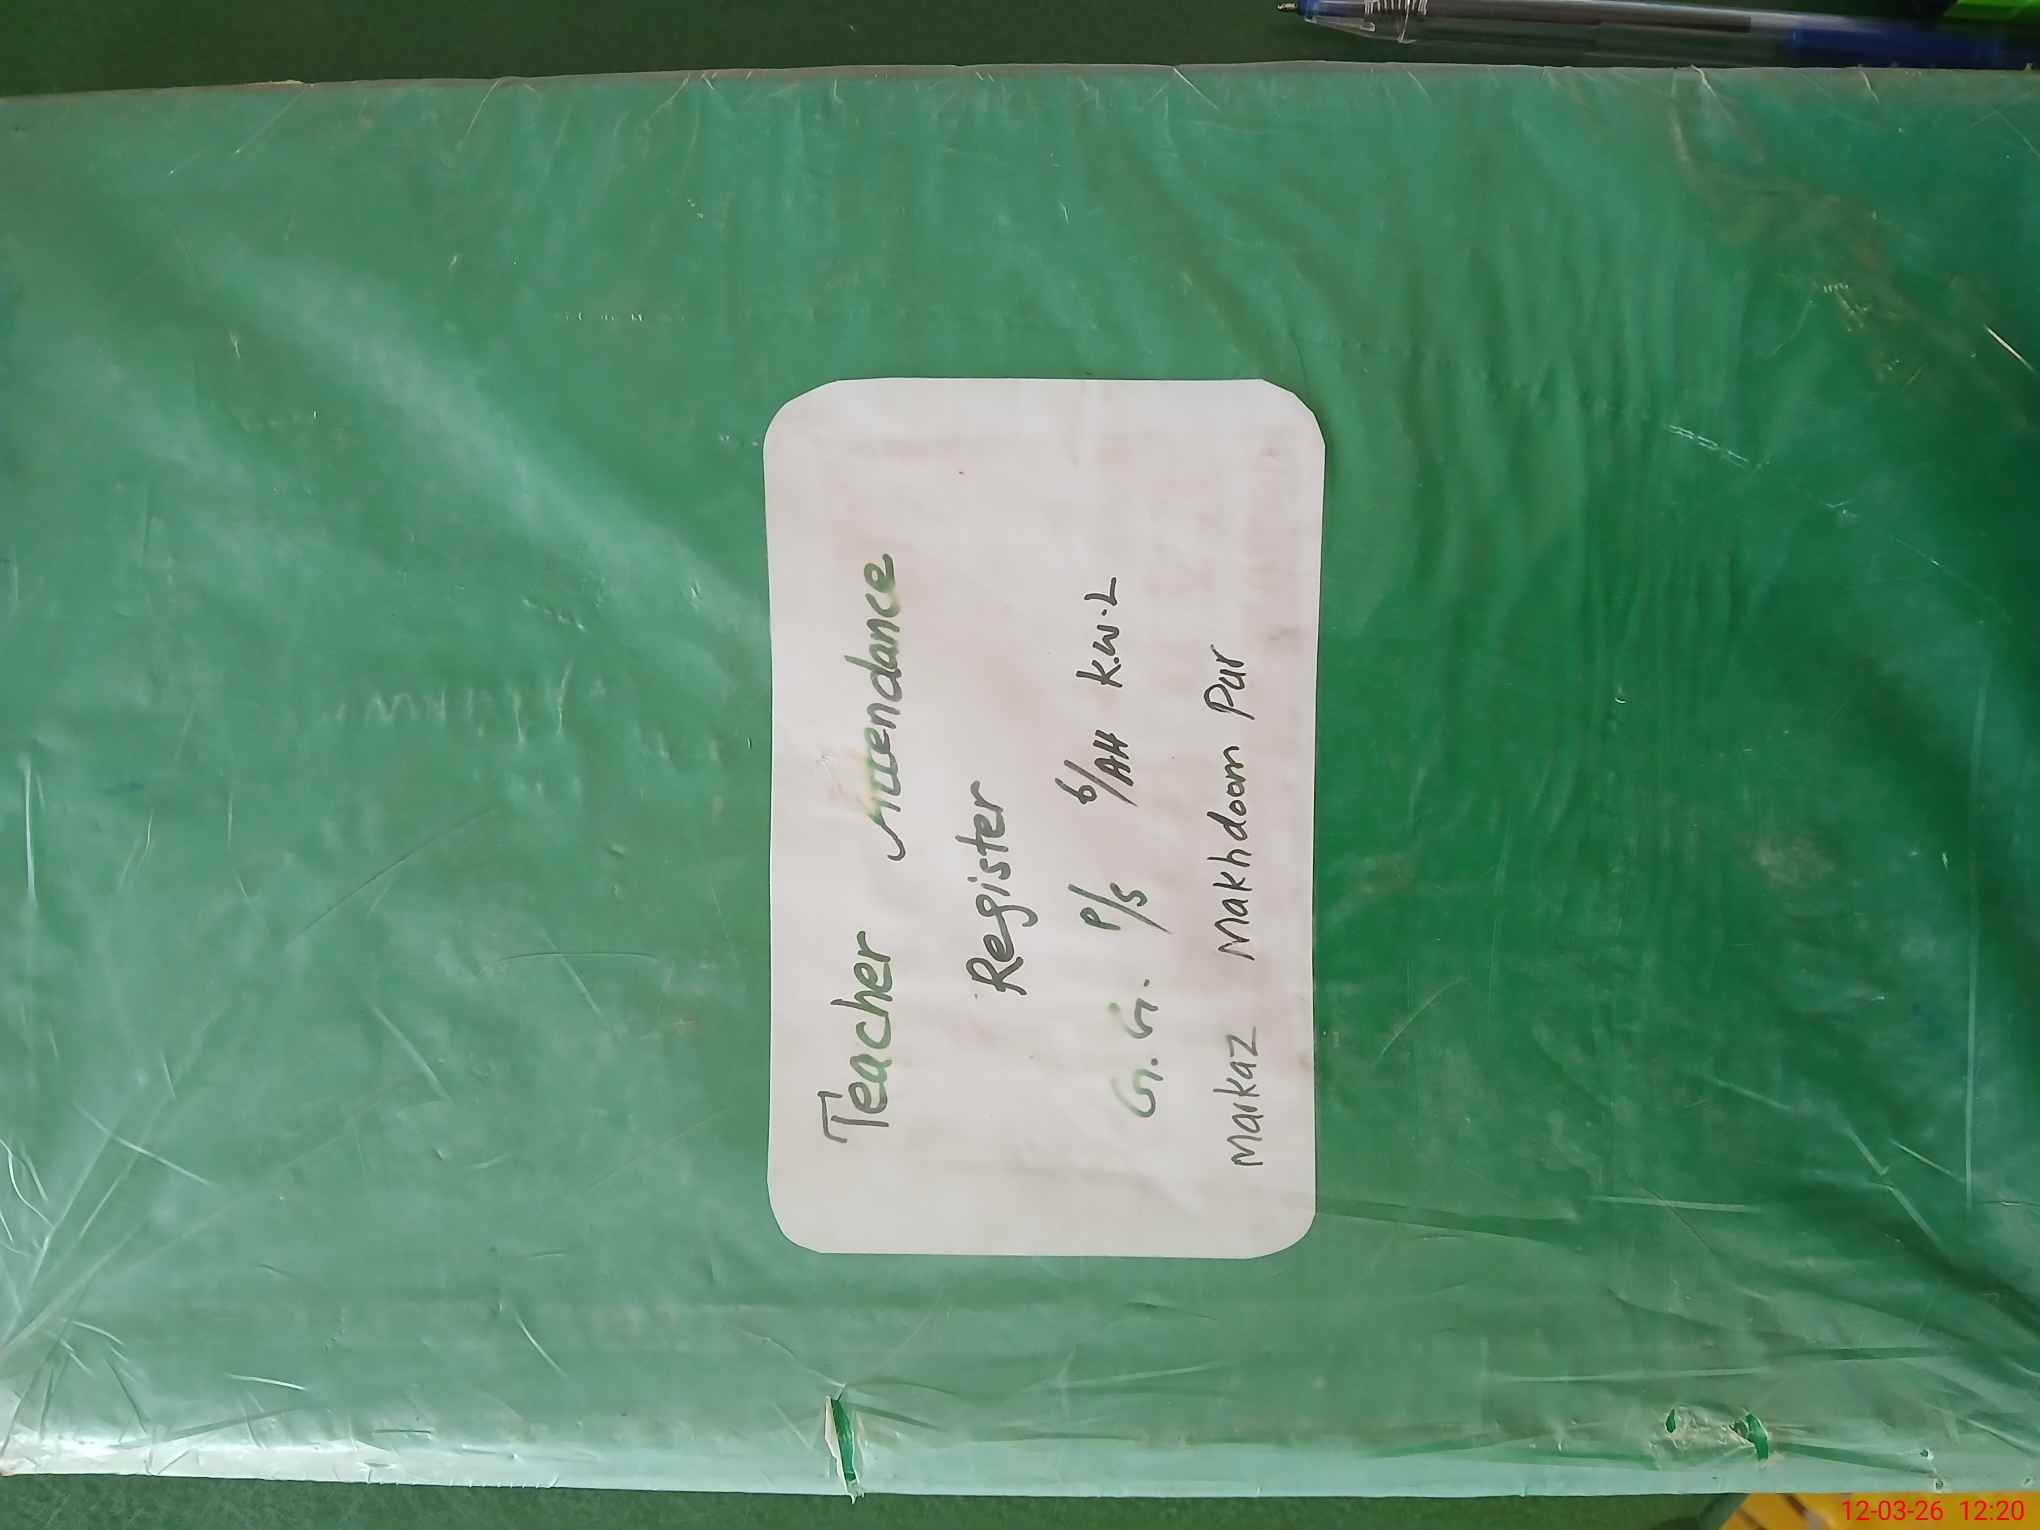 Teacher Attendance
Register
G.G. P/S 6/AH K.W.L
Markaz Makhdoom Pur
12-03-26 12:20